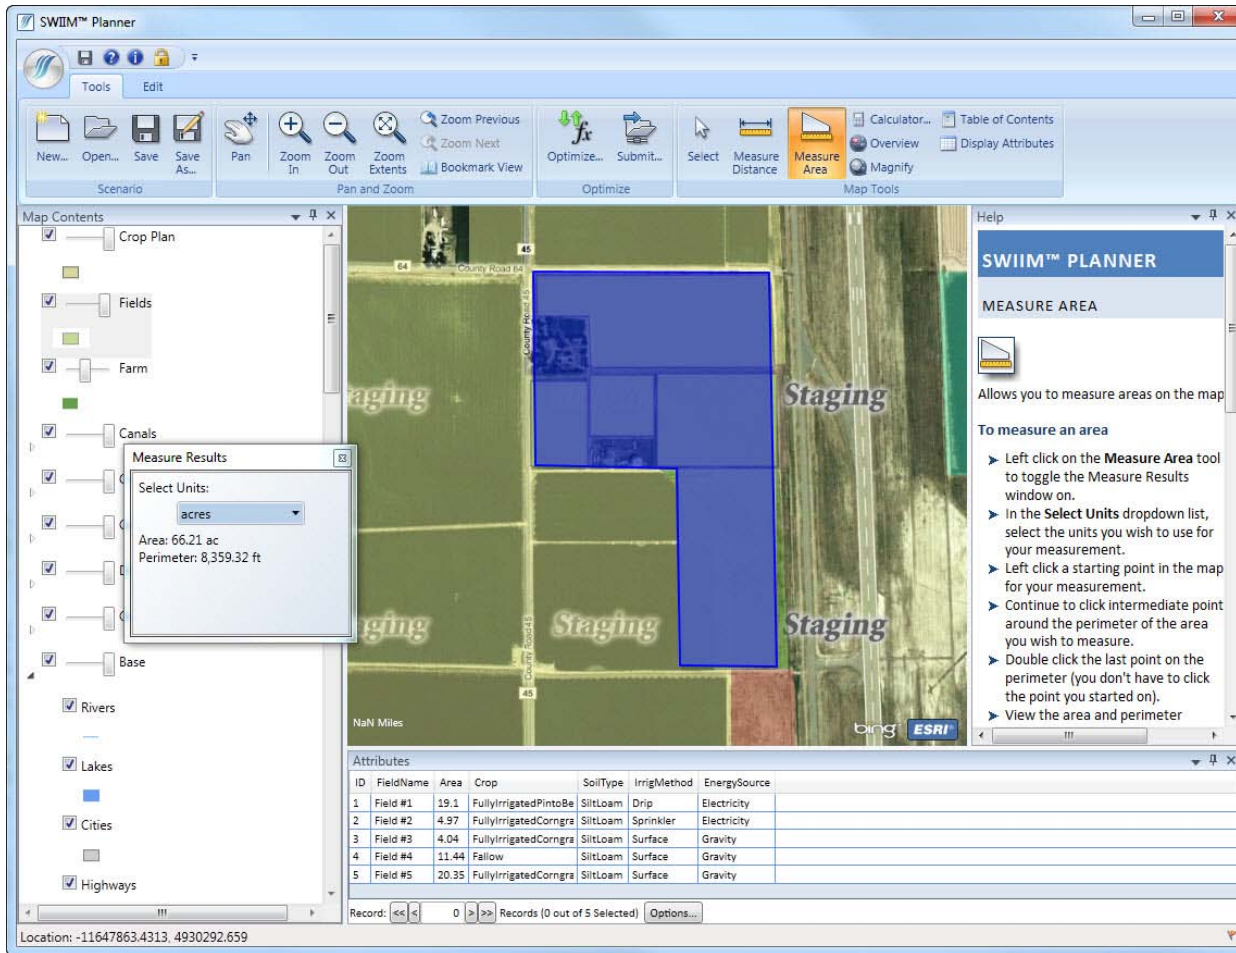 SWIIM™ Planner
Tools Edit
New... Open... Save Save As...
Pan Zoom In Zoom Out Zoom Extents
Zoom Previous
Zoom Next
Bookmark View
Optimize... Submit...
Select Measure Distance Measure Area
Calculator... Table of Contents
Overview Display Attributes
Magnify
Scenario Pan and Zoom Optimize Map Tools
Map Contents
Crop Plan
Fields
Farm
Canals
Base
Rivers
Lakes
Cities
Highways
Measure Results
Select Units:
acres
Area: 66.21 ac
Perimeter: 8,359.32 ft
45
64 County Road 64
County Road 45
aging Staging
ging Staging Staging
County Road 45
45
NaN Miles
bing ESRI
Help
SWIIM™ PLANNER
MEASURE AREA
Allows you to measure areas on the map
To measure an area
➤ Left click on the Measure Area tool
to toggle the Measure Results
window on.
➤ In the Select Units dropdown list,
select the units you wish to use for
your measurement.
➤ Left click a starting point in the map
for your measurement.
➤ Continue to click intermediate point
around the perimeter of the area
you wish to measure.
➤ Double click the last point on the
perimeter (you don't have to click
the point you started on).
➤ View the area and perimeter
Attributes
ID FieldName Area Crop SoilType IrrigMethod EnergySource
1 Field #1 19.1 FullyIrrigatedPintoBe SiltLoam Drip Electricity
2 Field #2 4.97 FullyIrrigatedCorngra SiltLoam Sprinkler Electricity
3 Field #3 4.04 FullyIrrigatedCorngra SiltLoam Surface Gravity
4 Field #4 11.44 Fallow SiltLoam Surface Gravity
5 Field #5 20.35 FullyIrrigatedCorngra SiltLoam Surface Gravity
Record: << < 0 > >> Records (0 out of 5 Selected) Options...
Location: -11647863.4313, 4930292.659